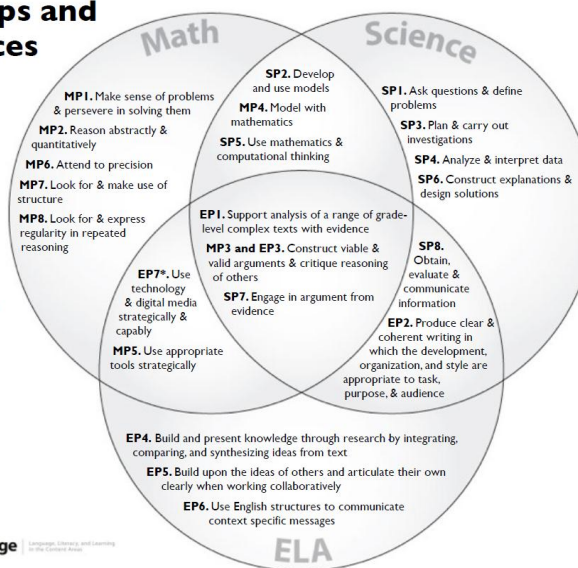 ps and
ces
Math
Science
MP1. Make sense of problems
& persevere in solving them
MP2. Reason abstractly &
quantitatively
MP6. Attend to precision
MP7. Look for & make use of
structure
MP8. Look for & express
regularity in repeated
reasoning
SP2. Develop
and use models
MP4. Model with
mathematics
SP5. Use mathematics &
computational thinking
SP1. Ask questions & define
problems
SP3. Plan & carry out
investigations
SP4. Analyze & interpret data
SP6. Construct explanations &
design solutions
EP1. Support analysis of a range of grade-
level complex texts with evidence
MP3 and EP3. Construct viable &
valid arguments & critique reasoning
of others
SP7. Engage in argument from
evidence
EP7*. Use
technology
& digital media
strategically &
capably
MP5. Use appropriate
tools strategically
SP8.
Obtain,
evaluate &
communicate
information
EP2. Produce clear &
coherent writing in
which the development,
organization, and style are
appropriate to task,
purpose, & audience
EP4. Build and present knowledge through research by integrating,
comparing, and synthesizing ideas from text
EP5. Build upon the ideas of others and articulate their own
clearly when working collaboratively
EP6. Use English structures to communicate
context specific messages
ELA
ge
Language, Literacy, and Learning
in the Content Areas